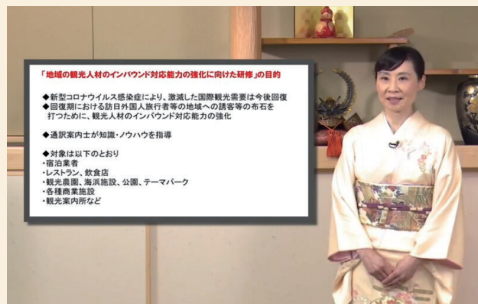 「地域の観光人材のインバウンド対応能力の強化に向けた研修」の目的
◆新型コロナウイルス感染症により、激減した国際観光需要は今後回復
◆回復期における訪日外国人旅行者等の地域への誘客等の布石を
打つために、観光人材のインバウンド対応能力の強化
◆通訳案内士が知識・ノウハウを指導
◆対象は以下のとおり
・宿泊業者
・レストラン、飲食店
・観光農園、海浜施設、公園、テーマパーク
・各種商業施設
・観光案内所など